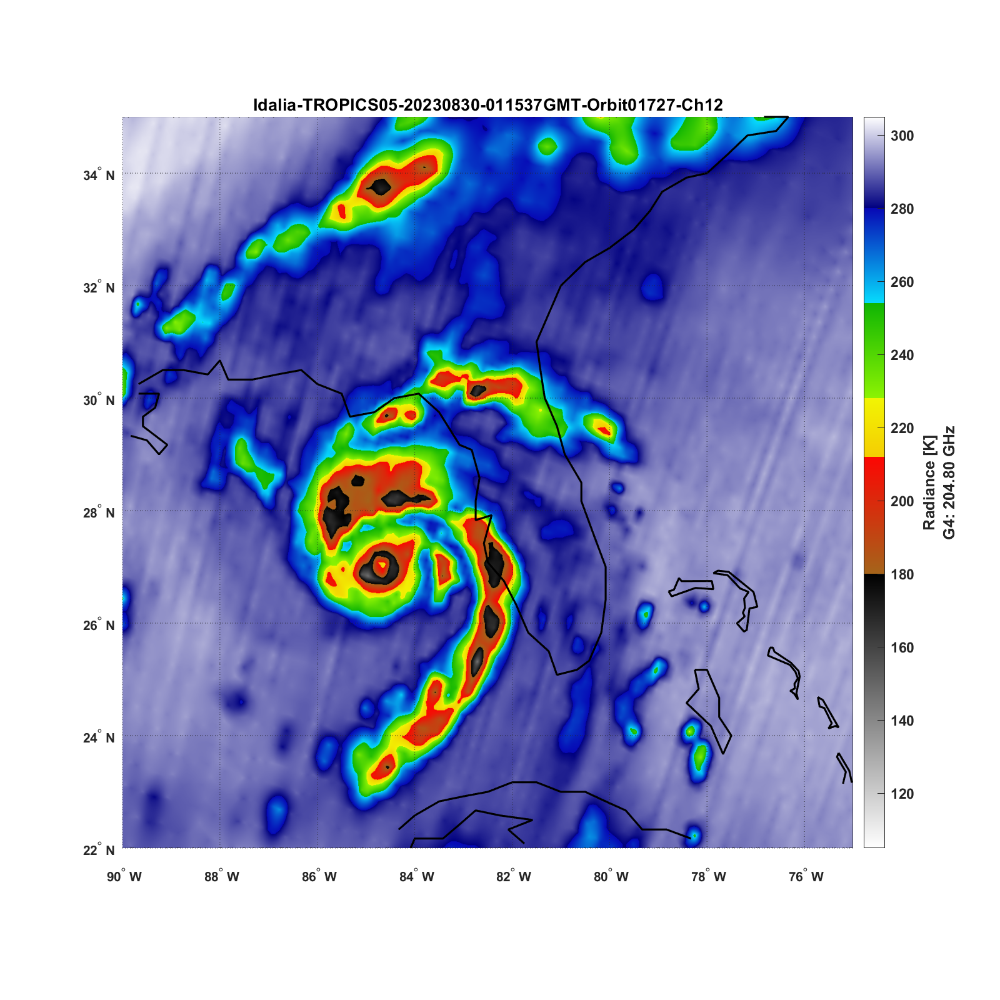 Idalia-TROPICS05-20230830-011537GMT-Orbit01727-Ch12
34° N
32° N
30° N
28° N
26° N
24° N
22° N
90° W
88° W
86° W
84° W
82° W
80° W
78° W
76° W
300
280
260
240
220
200
180
160
140
120
Radiance [K]
G4: 204.80 GHz